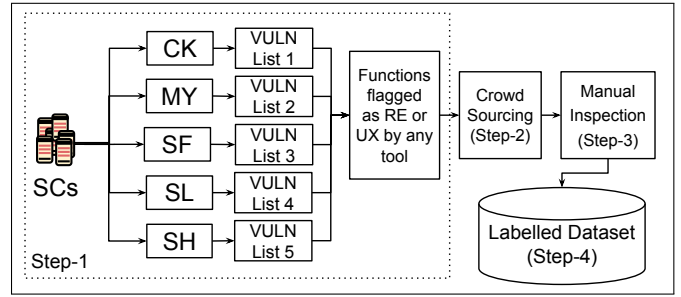 SCs
CK
VULN
List 1
MY
VULN
List 2
SF
VULN
List 3
SL
VULN
List 4
SH
VULN
List 5
Functions
flagged
as RE or
UX by any
tool
Step-1
Crowd
Sourcing
(Step-2)
Manual
Inspection
(Step-3)
Labelled Dataset
(Step-4)